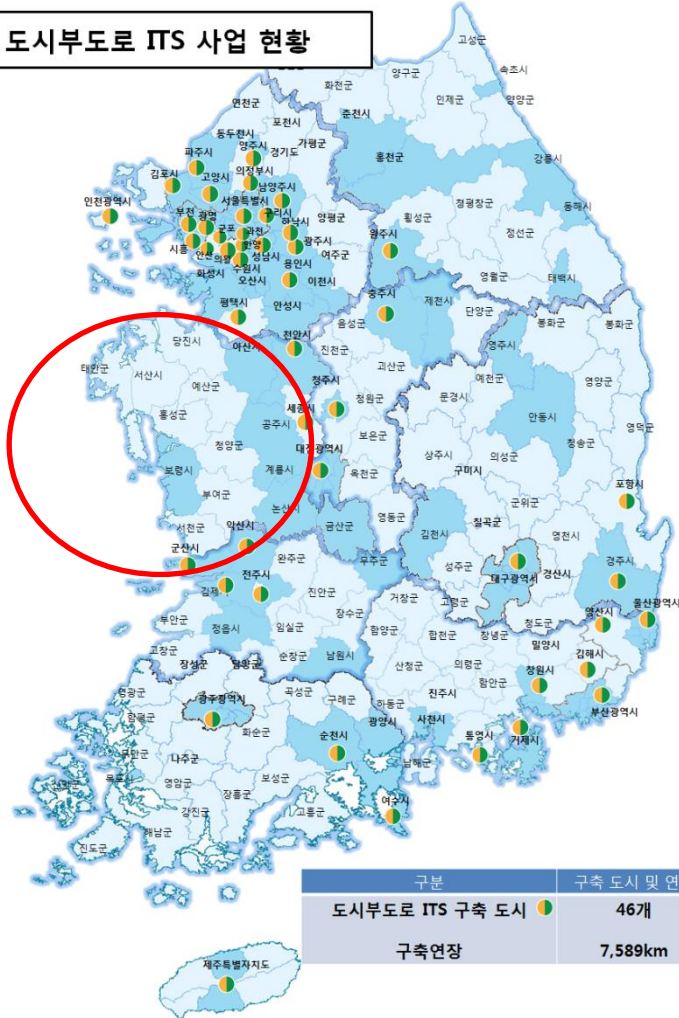 도시부도로 ITS 사업 현황
고성군
양구군
속초시
화천군
인제군
양양군
연천군
춘천시
포천시
동두천시
가평군
양주시
경기도
파주시
홍천군
강릉시
의정부시
고양시
김포시
남양주시
인천광역시
서울특별시
구리시
동해시
하남시
양평군
횡성군
정선군
부천
광명
군포
과천
원주시
광주시
여주군
시흥
안산
의왕
안양
성남시
수원시
용인시
화성시
오산시
이천시
영월군
태백시
평택시
안성시
충주시
제천시
단양군
음성군
봉화군
봉화군
당진시
아산시
천안시
진천군
영주시
괴산군
태안군
서산시
예산군
청주시
예천군
영양군
문경시
청원군
세종시
홍성군
안동시
공주시
청송군
영덕군
청양군
보은군
대전광역시
상주시
의성군
구미시
보령시
계룡시
옥천군
포항시
부여군
군위군
논산시
칠곡군
서천군
익산시
금산군
영동군
김천시
영천시
군산시
완주군
무주군
성주군
대구광역시
경산시
경주시
김제
전주시
진안군
거창군
고령군
울산광역시
장수군
청도군
양산시
부안군
임실군
함양군
합천군
창녕군
정읍시
밀양시
고창군
순창군
남원시
산청군
의령군
김해시
장성군
담양군
창원시
함안군
영광군
곡성군
진주시
광주광역시
구례군
하동군
부산광역시
함평군
광양시
사천시
화순군
순천시
통영시
거제시
무안군
나주군
남해군
목포시
영암군
보성군
장흥군
고흥군
여수시
강진군
해남군
진도군
구분
구축 도시 및 연
도시부도로 ITS 구축 도시
46개
구축연장
7,589km
제주특별자치도